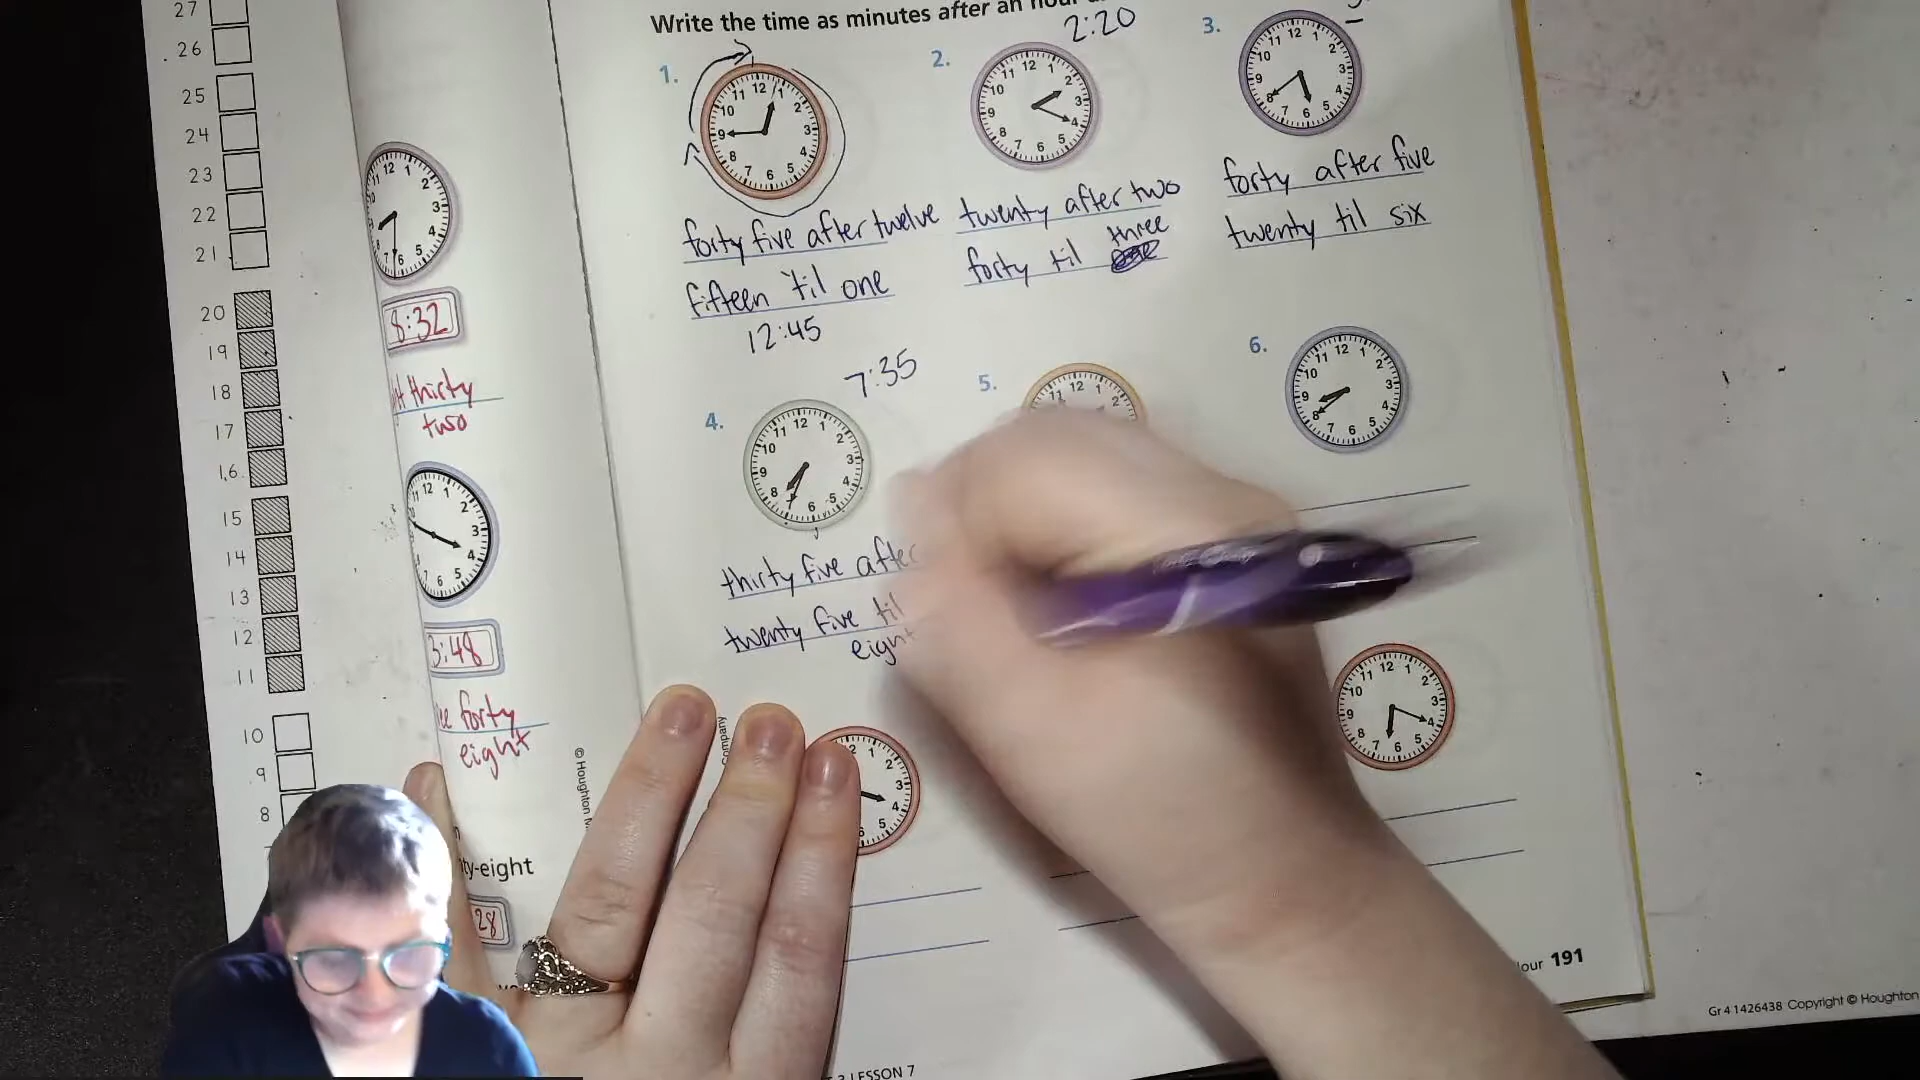 27
26
25
24
23
22
21
20
19
18
17
16
15
14
13
12
11
10
9
8
8:32
thirty
two
3:48
forty
eight
ty-eight
28
Write the time as minutes after an hour
1.
forty five after twelve
fifteen 'til one
12:45
2.
2:20
twenty after two
three
forty til
3.
forty after five
twenty til six
4.
7:35
thirty five after
twenty five til
eight
5.
6.
Company
© Houghton M
our 191
LESSON 7
Gr 4 1426438 Copyright © Houghton